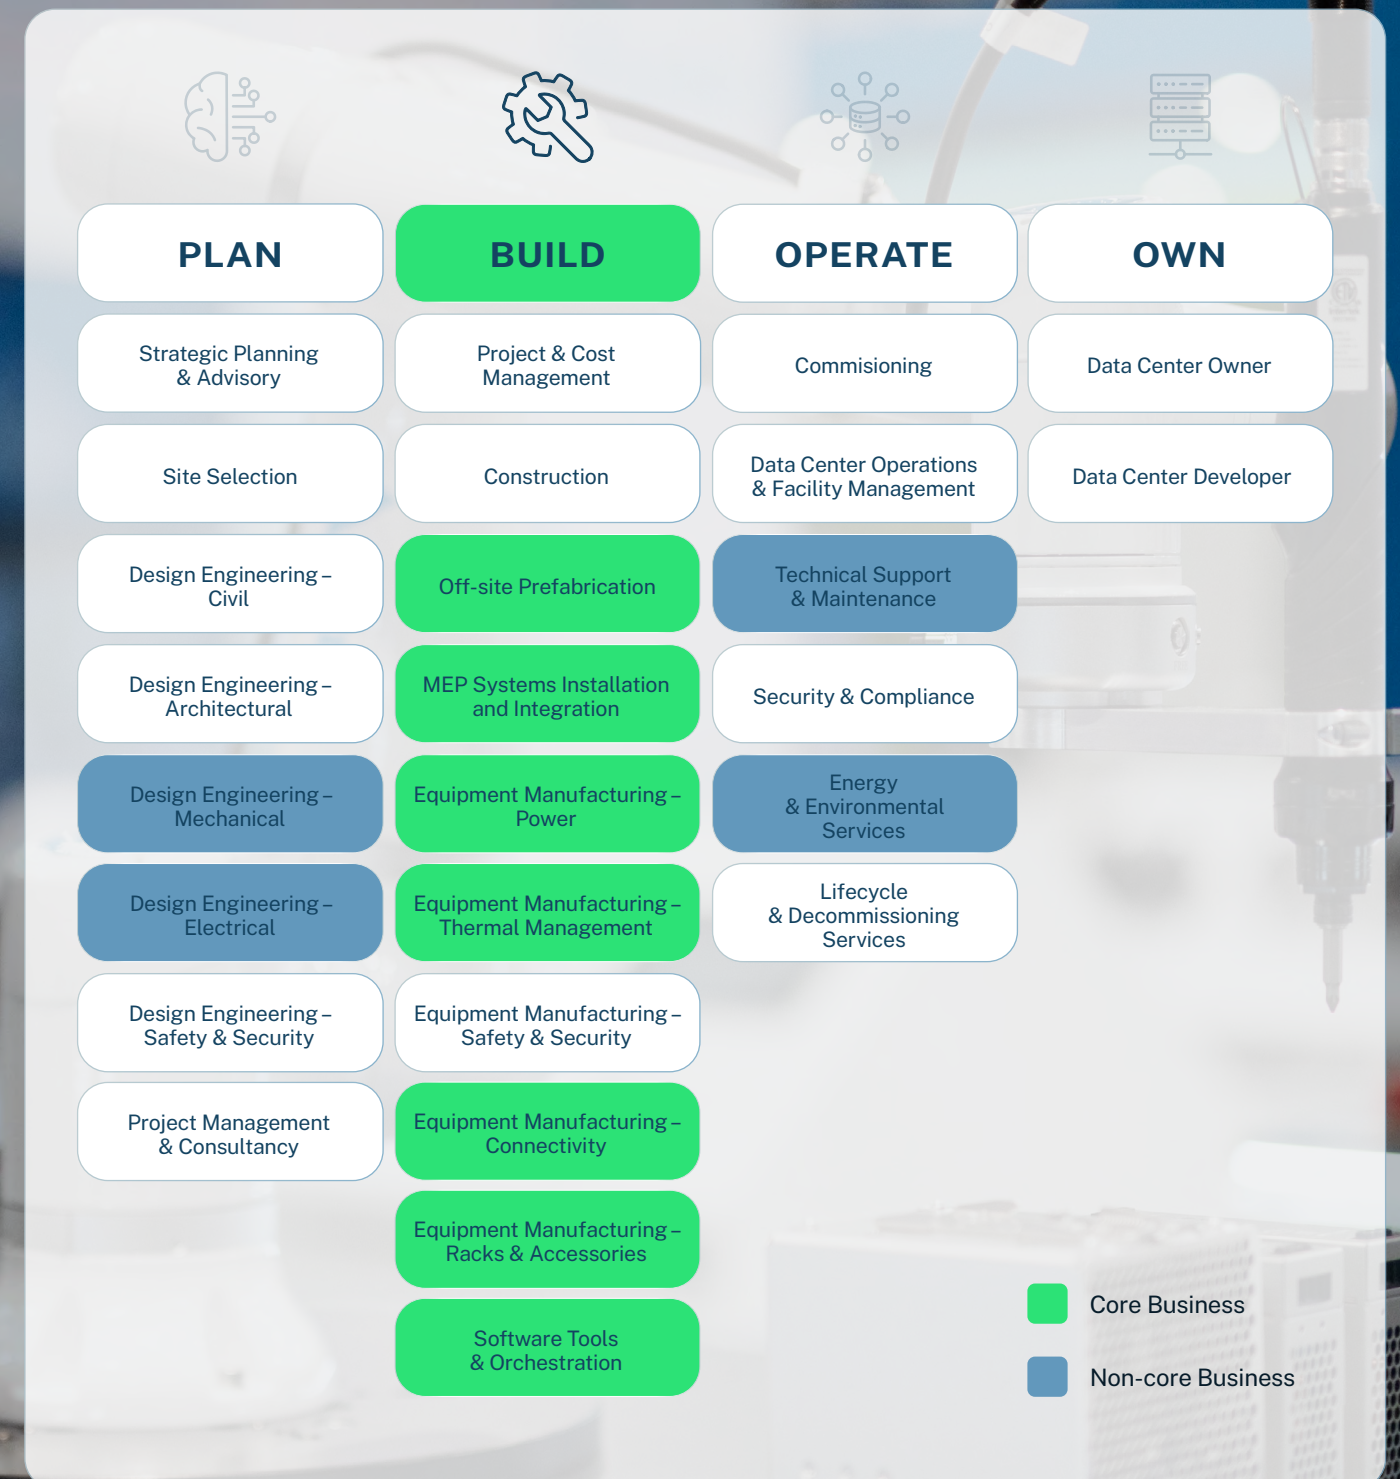 PLAN
BUILD
OPERATE
OWN
Strategic Planning
& Advisory
Project & Cost
Management
Commisioning
Data Center Owner
Site Selection
Construction
Data Center Operations
& Facility Management
Data Center Developer
Design Engineering –
Civil
Off-site Prefabrication
Technical Support
& Maintenance
Design Engineering –
Architectural
MEP Systems Installation
and Integration
Security & Compliance
Design Engineering –
Mechanical
Equipment Manufacturing –
Power
Energy
& Environmental
Services
Design Engineering –
Electrical
Equipment Manufacturing –
Thermal Management
Lifecycle
& Decommissioning
Services
Design Engineering –
Safety & Security
Equipment Manufacturing –
Safety & Security
Project Management
& Consultancy
Equipment Manufacturing –
Connectivity
Equipment Manufacturing –
Racks & Accessories
Software Tools
& Orchestration
Core Business
Non-core Business